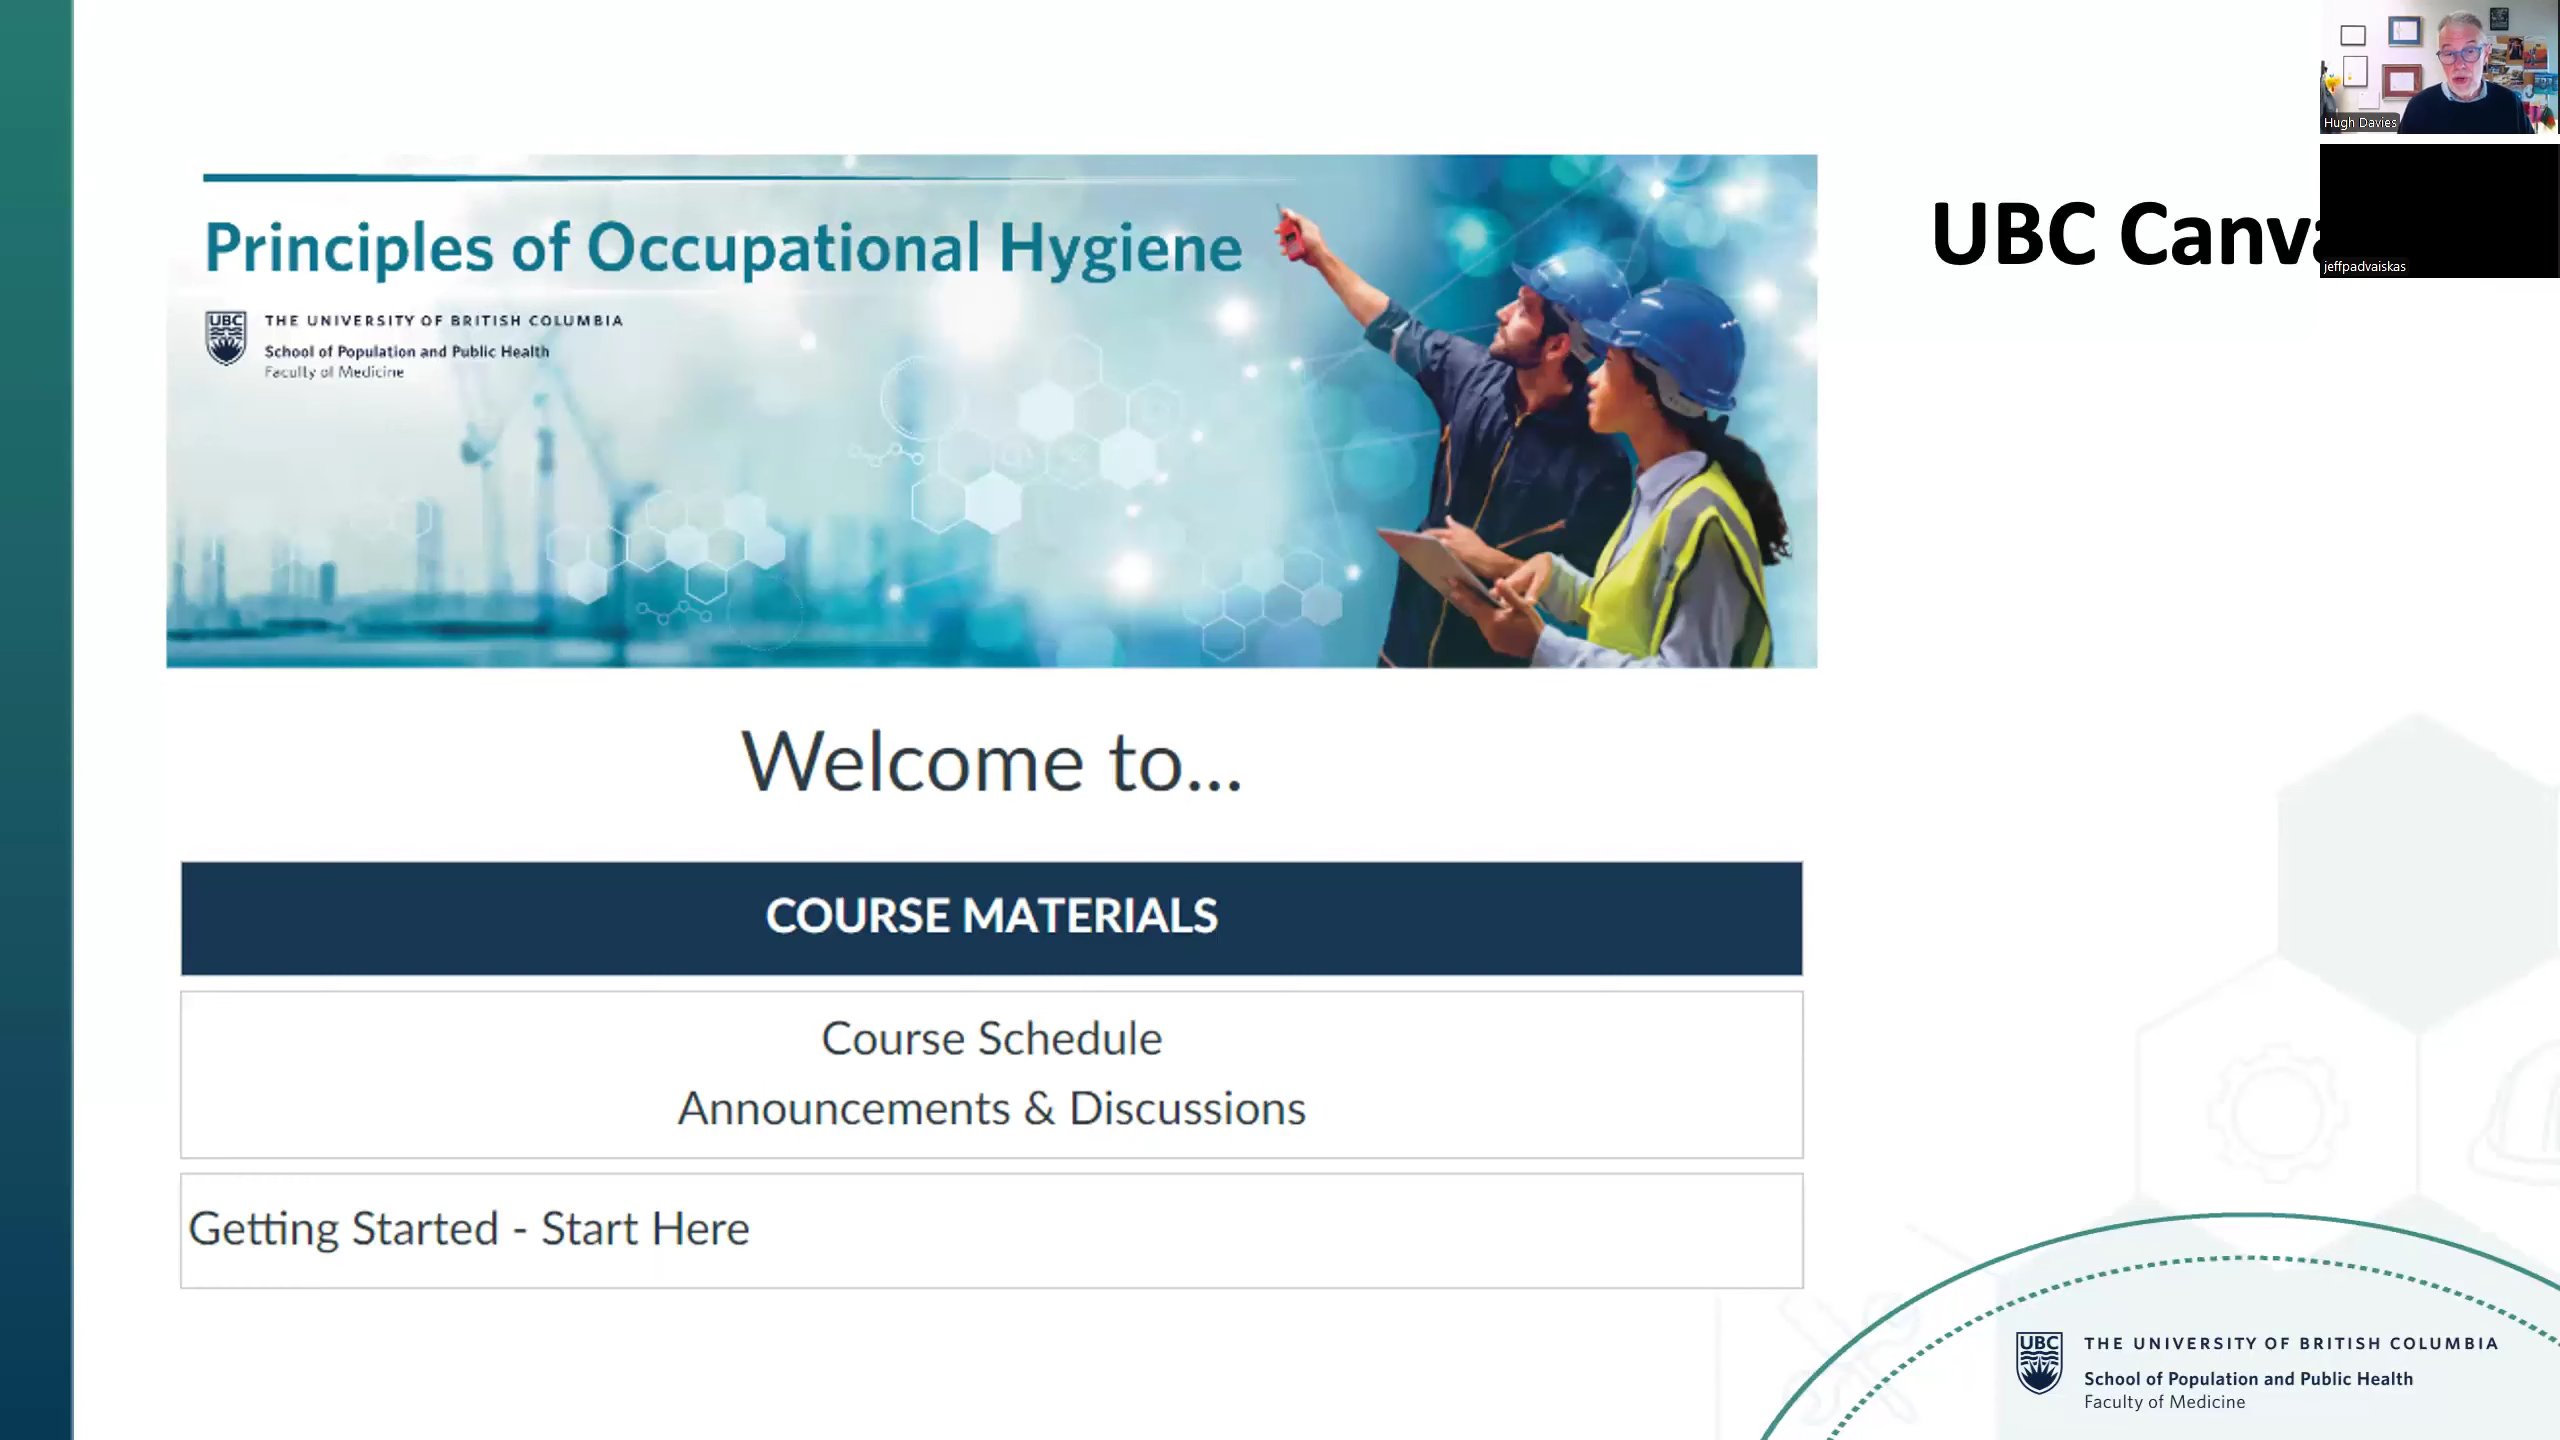 Hugh Davies
jeffpadvaiskas
UBC Canva
Principles of Occupational Hygiene
UBC
THE UNIVERSITY OF BRITISH COLUMBIA
School of Population and Public Health
Faculty of Medicine
Welcome to...
COURSE MATERIALS
Course Schedule
Announcements & Discussions
Getting Started - Start Here
UBC
THE UNIVERSITY OF BRITISH COLUMBIA
School of Population and Public Health
Faculty of Medicine